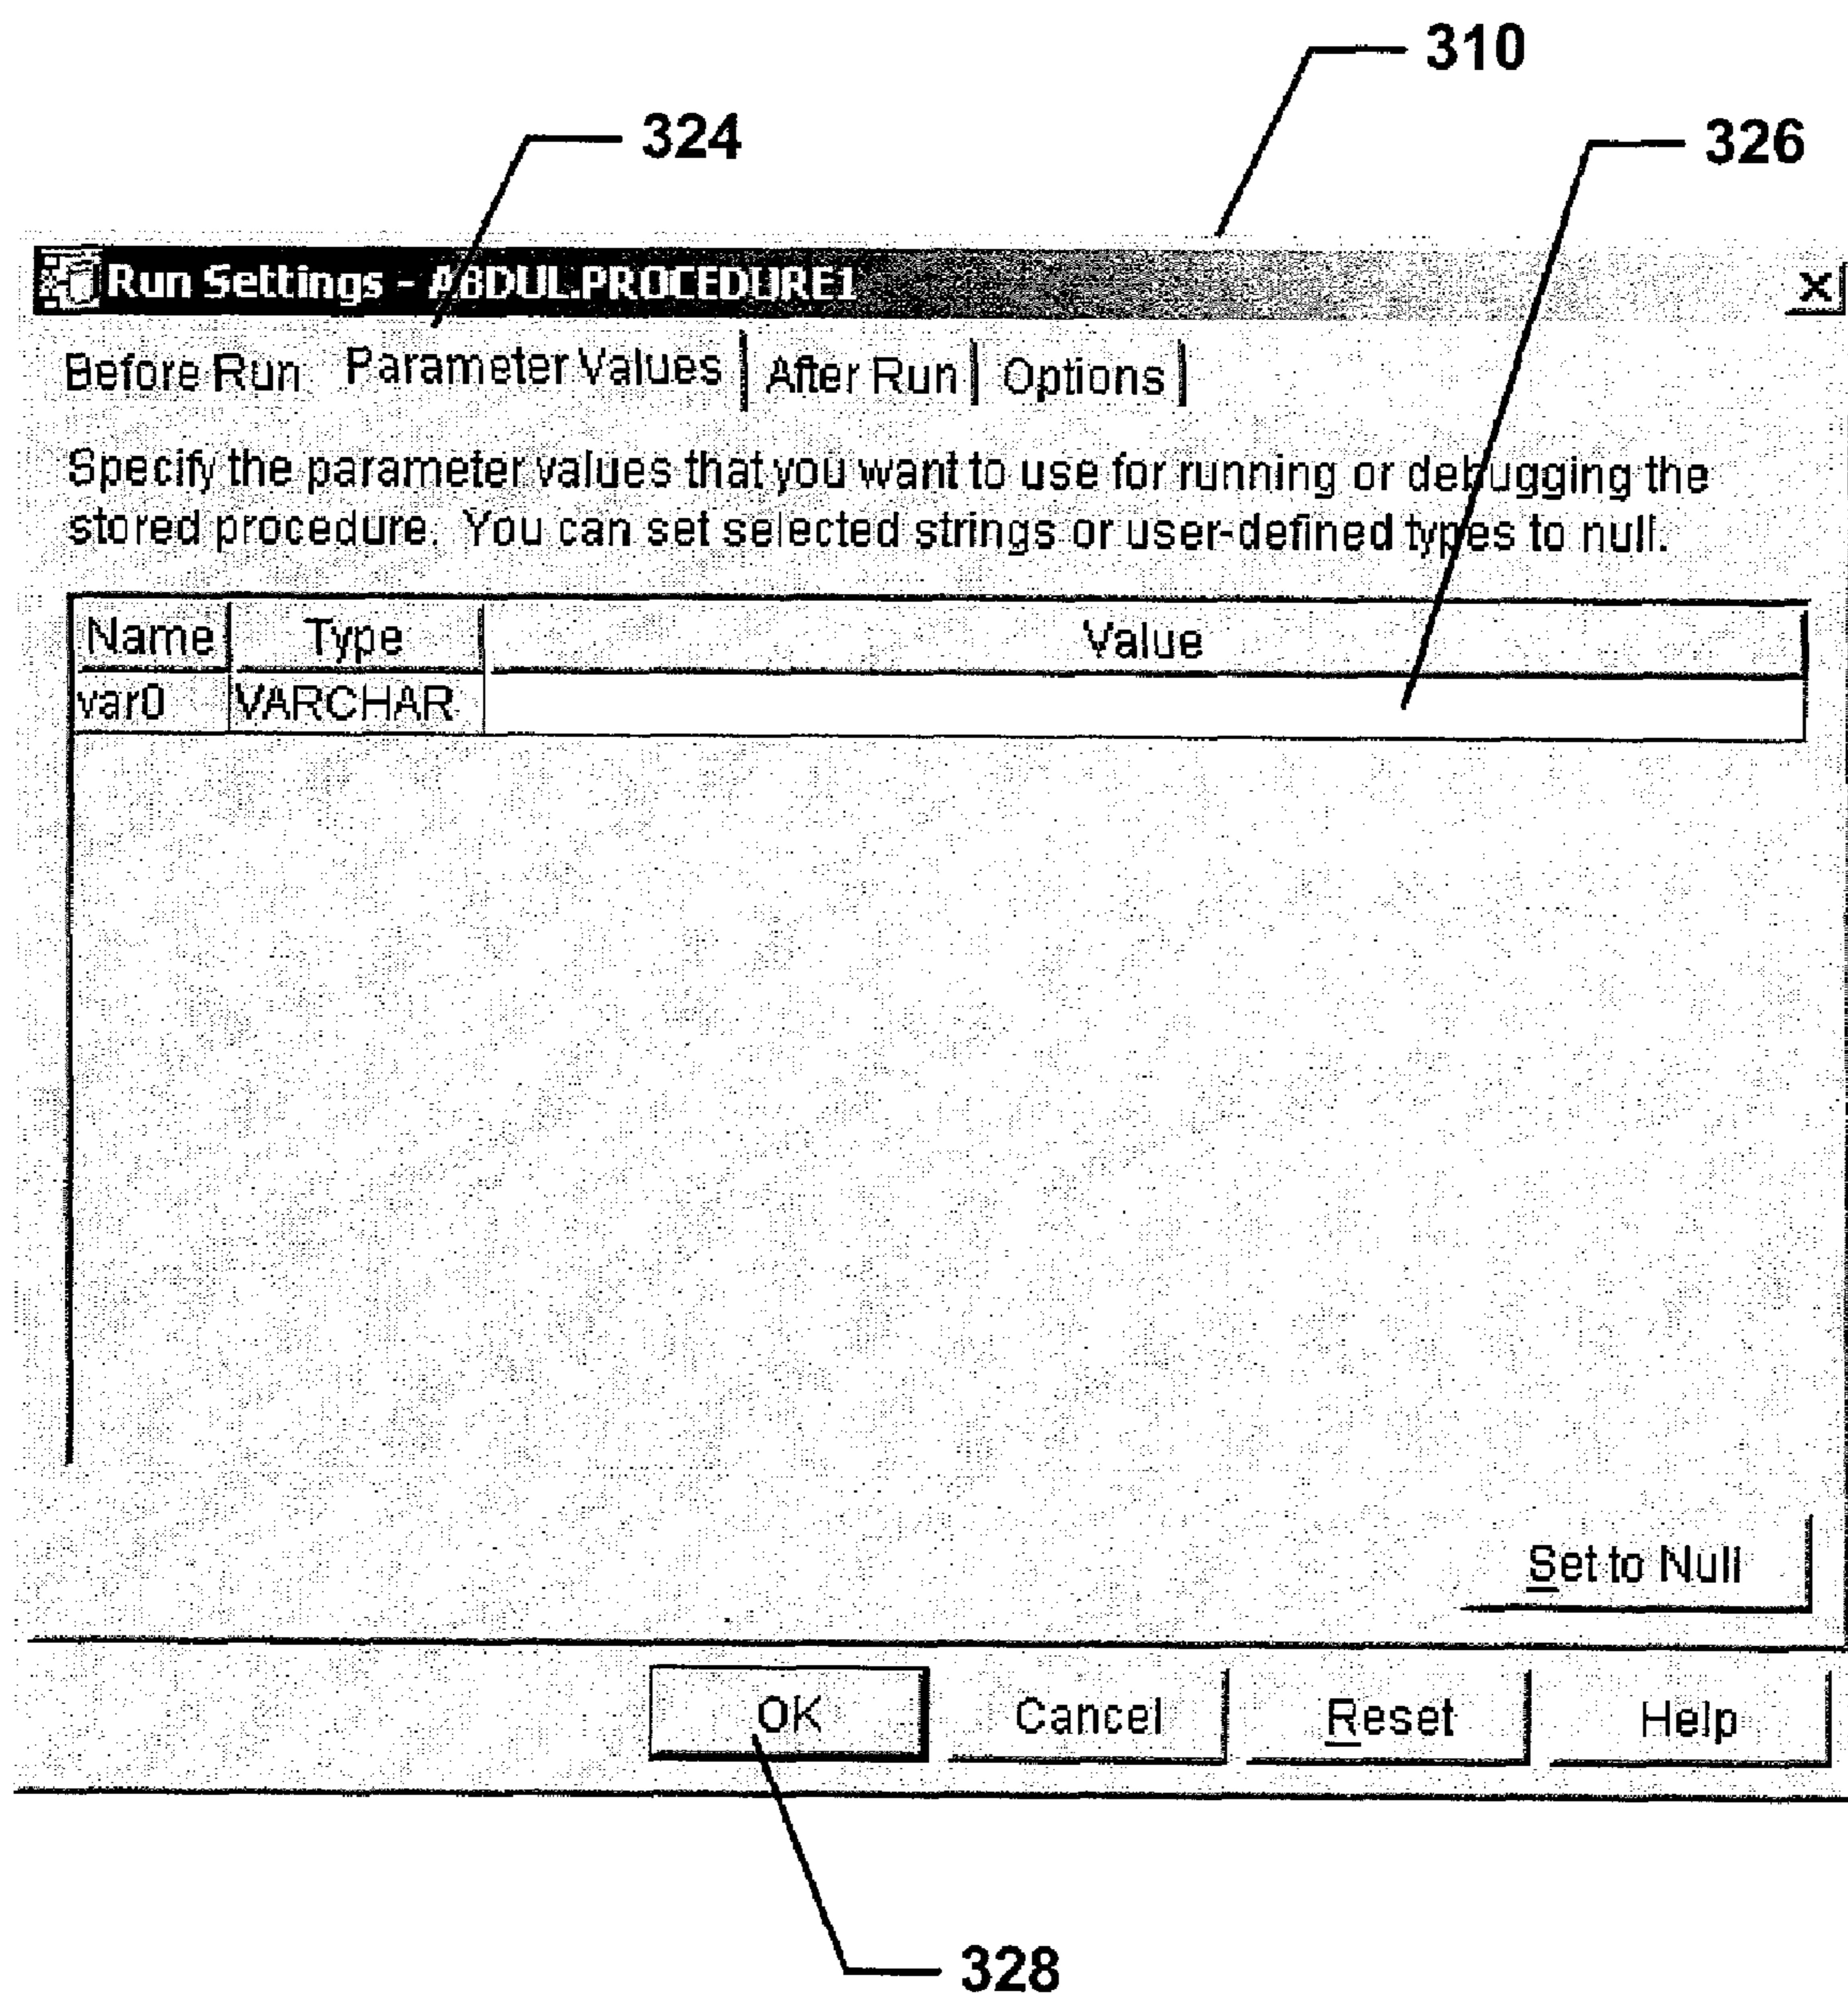 310
324
326
Run Settings - ABDUL.PROCEDURE1
X
Before Run Parameter Values After Run Options
Specify the parameter values that you want to use for running or debugging the
stored procedure. You can set selected strings or user-defined types to null.
Name Type Value
var0 VARCHAR
Set to Null
OK Cancel Reset Help
328